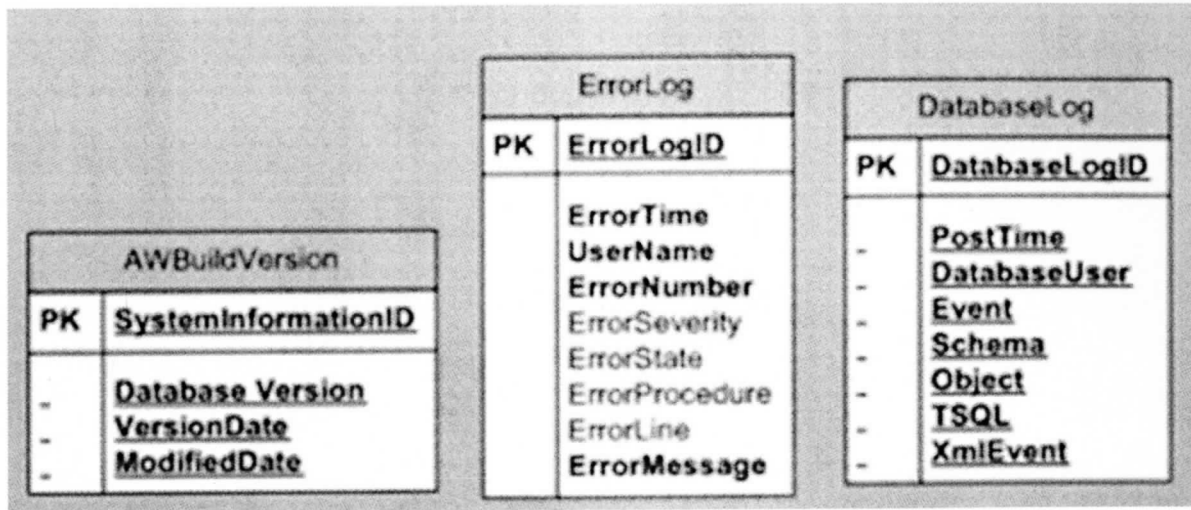 AWBuildVersion
PK SystemInformationID
_ Database Version
_ VersionDate
_ ModifiedDate
ErrorLog
PK ErrorLogID
ErrorTime
UserName
ErrorNumber
ErrorSeverity
ErrorState
ErrorProcedure
ErrorLine
ErrorMessage
DatabaseLog
PK DatabaseLogID
_ PostTime
_ DatabaseUser
_ Event
_ Schema
_ Object
_ TSQL
_ XmlEvent